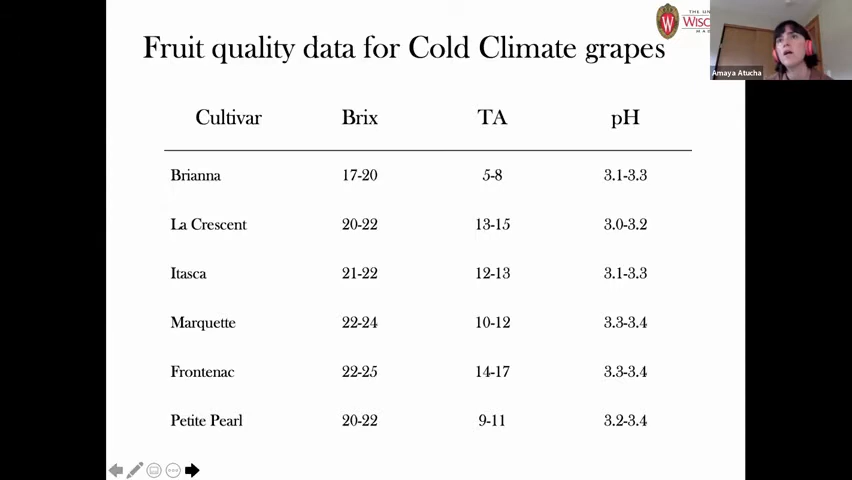 Fruit quality data for Cold Climate grapes
Amaya Atucha
Cultivar Brix TA pH
Brianna 17-20 5-8 3.1-3.3
La Crescent 20-22 13-15 3.0-3.2
Itasca 21-22 12-13 3.1-3.3
Marquette 22-24 10-12 3.3-3.4
Frontenac 22-25 14-17 3.3-3.4
Petite Pearl 20-22 9-11 3.2-3.4